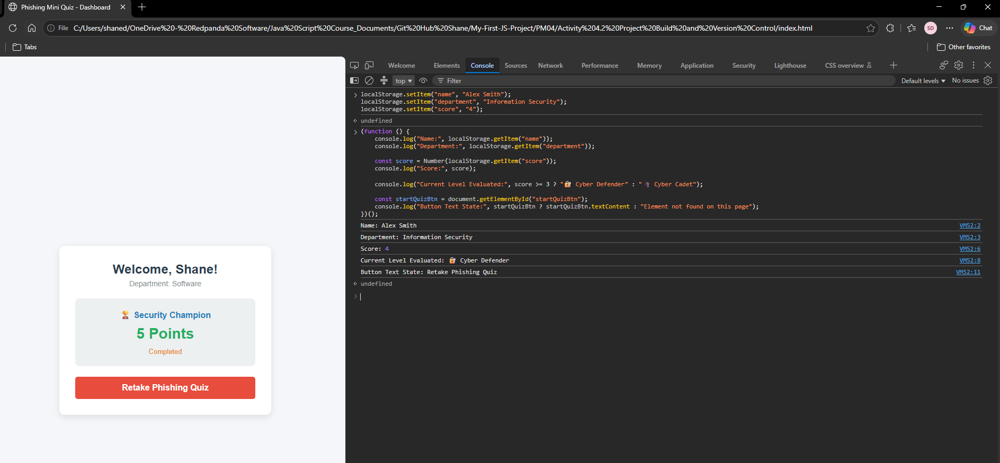 Phishing Mini Quiz - Dashboard
File C:/Users/shaned/OneDrive%20-%20Redpanda%20Software/Java%20Script%20Course_Documents/Git%20Hub%20Shane/My-First-JS-Project/PM04/Activity%204.2%20Project%20Build%20and%20Version%20Control/index.html
SD
Chat
Tabs
Other favorites
Welcome, Shane!
Department: Software
🏆 Security Champion
5 Points
Completed
Retake Phishing Quiz
Welcome Elements Console Sources Network Performance Memory Application Security Lighthouse CSS overview
top Filter Default levels No issues
localStorage.setItem("name", "Alex Smith");
localStorage.setItem("department", "Information Security");
localStorage.setItem("score", "4");
undefined
(function () {
console.log("Name:", localStorage.getItem("name"));
console.log("Department:", localStorage.getItem("department"));
const score = Number(localStorage.getItem("score"));
console.log("Score:", score);
console.log("Current Level Evaluated:", score >= 3 ? "🔐 Cyber Defender" : "🎓 Cyber Cadet");
const startQuizBtn = document.getElementById("startQuizBtn");
console.log("Button Text State:", startQuizBtn ? startQuizBtn.textContent : "Element not found on this page");
})();
Name: Alex Smith VM52:2
Department: Information Security VM52:3
Score: 4 VM52:6
Current Level Evaluated: 🔐 Cyber Defender VM52:8
Button Text State: Retake Phishing Quiz VM52:11
undefined